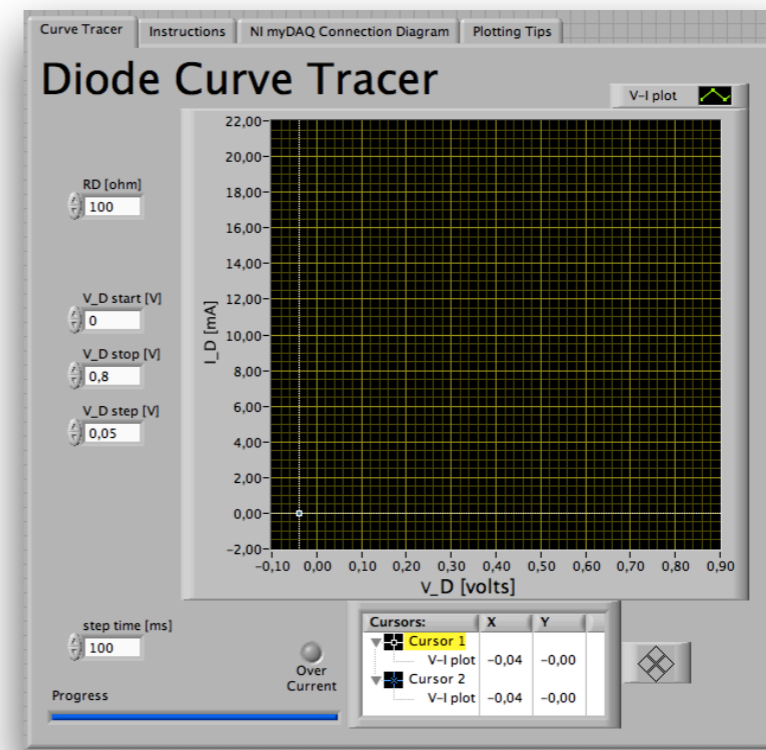 Curve Tracer
Instructions
NI myDAQ Connection Diagram
Plotting Tips
Diode Curve Tracer
V-I plot
RD [ohm]
100
V_D start [V]
0
V_D stop [V]
0,8
V_D step [V]
0,05
I_D [mA]
22,00
20,00
18,00
16,00
14,00
12,00
10,00
8,00
6,00
4,00
2,00
0,00
-2,00
-0,10 0,00 0,10 0,20 0,30 0,40 0,50 0,60 0,70 0,80 0,90
V_D [volts]
step time [ms]
100
Over
Current
Progress
Cursors: X Y
Cursor 1
V-I plot -0,04 -0,00
Cursor 2
V-I plot -0,04 -0,00